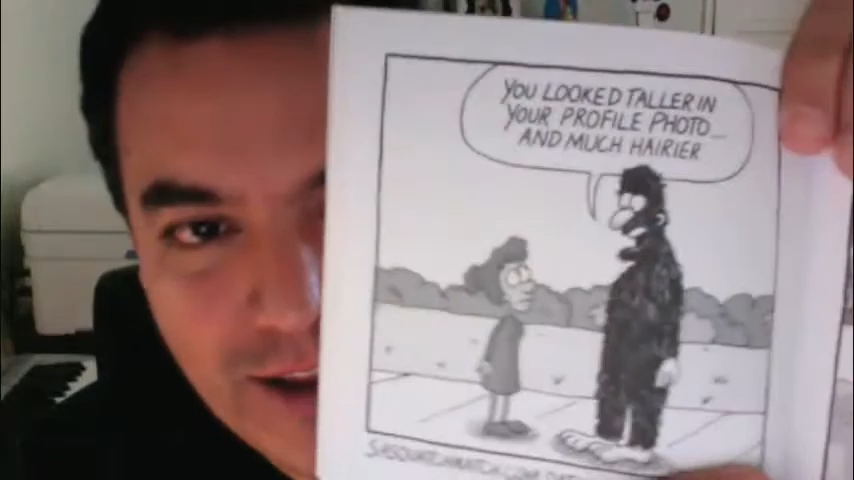 YOU LOOKED TALLER IN
YOUR PROFILE PHOTO...
AND MUCH HAIRIER